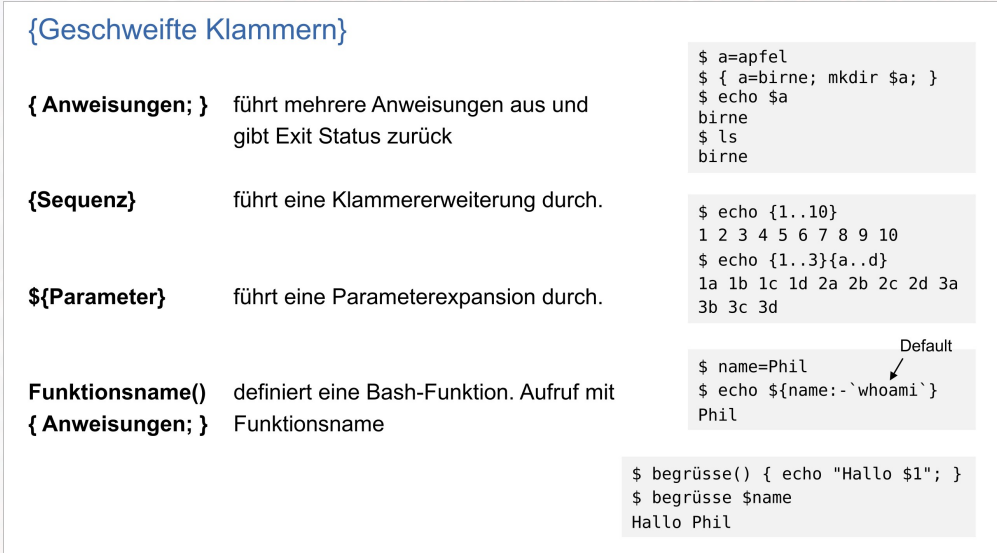 {Geschweifte Klammern}
{ Anweisungen; } führt mehrere Anweisungen aus und
gibt Exit Status zurück
$ a=apfel
$ { a=birne; mkdir $a; }
$ echo $a
birne
$ ls
birne
{Sequenz} führt eine Klammererweiterung durch.
$ echo {1..10}
1 2 3 4 5 6 7 8 9 10
$ echo {1..3}{a..d}
1a 1b 1c 1d 2a 2b 2c 2d 3a
3b 3c 3d
${Parameter} führt eine Parameterexpansion durch.
Default
$ name=Phil
$ echo ${name:-`whoami`}
Phil
Funktionsname() definiert eine Bash-Funktion. Aufruf mit
{ Anweisungen; } Funktionsname
$ begrüsse() { echo "Hallo $1"; }
$ begrüsse $name
Hallo Phil